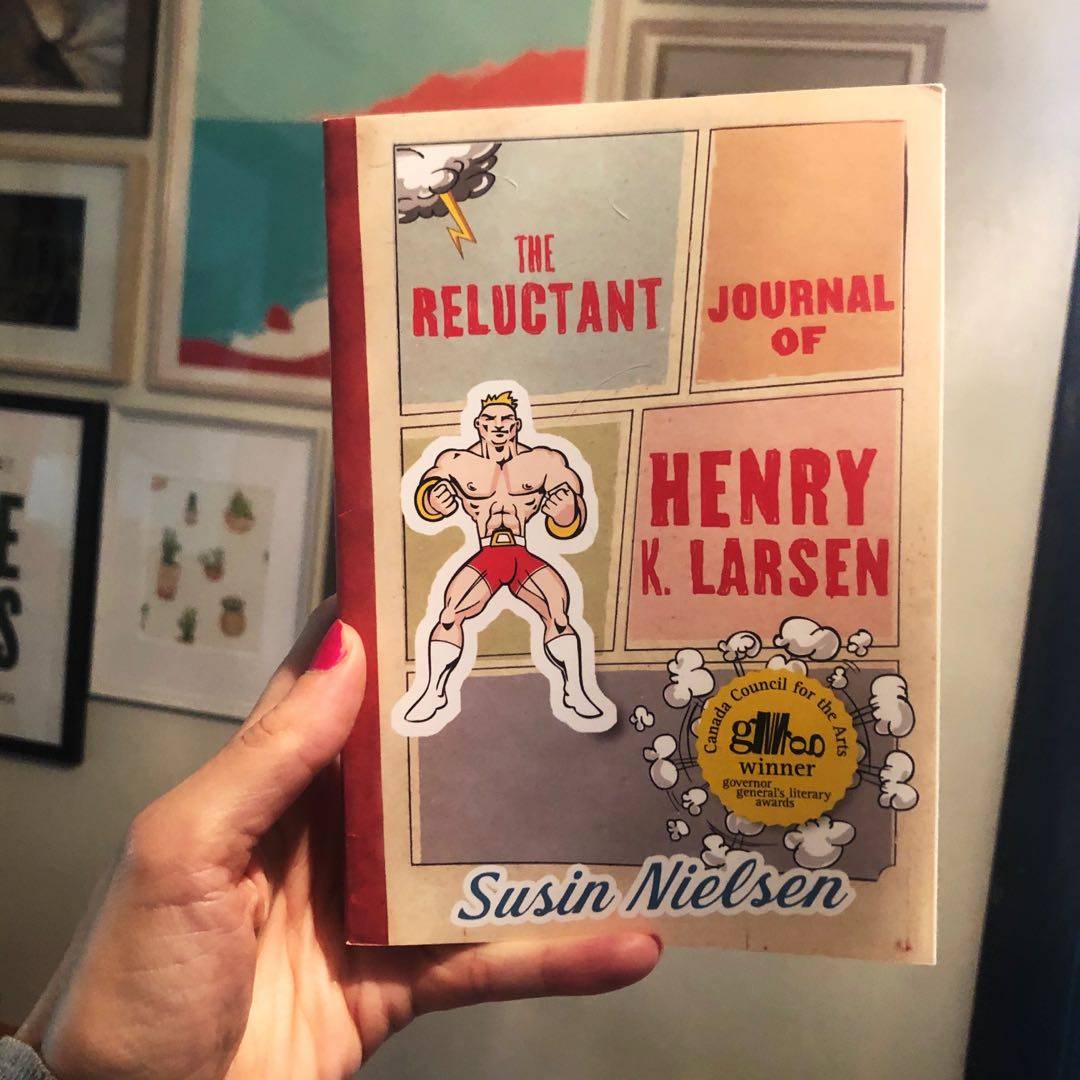 THE
RELUCTANT
JOURNAL
OF
HENRY
K. LARSEN
Canada Council for the Arts
winner
governor
general's literary
awards
Susin Nielsen